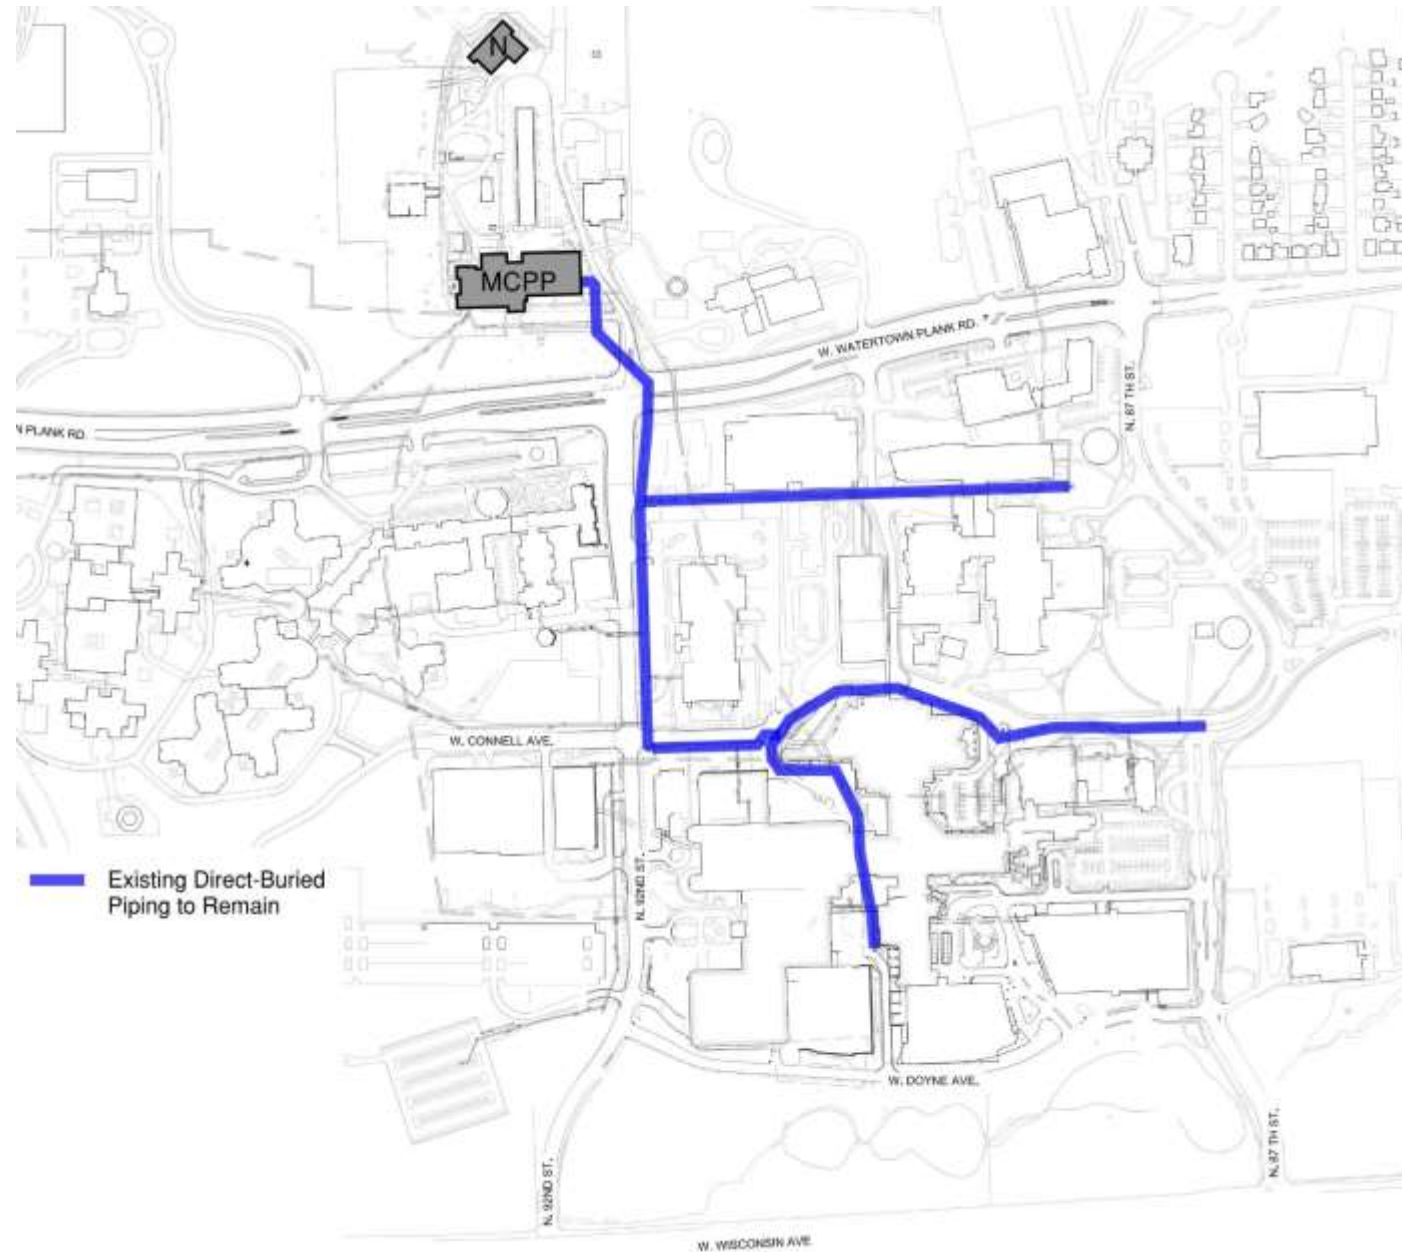 N
MCPP
W. WATERTOWN PLANK RD.
N. 87 TH ST.
N PLANK RD.
W. CONNELL AVE.
Existing Direct-Buried
Piping to Remain
N. 92ND ST.
W. DOYNE AVE.
N. 92ND ST.
N. 87 TH ST.
W. WISCONSIN AVE